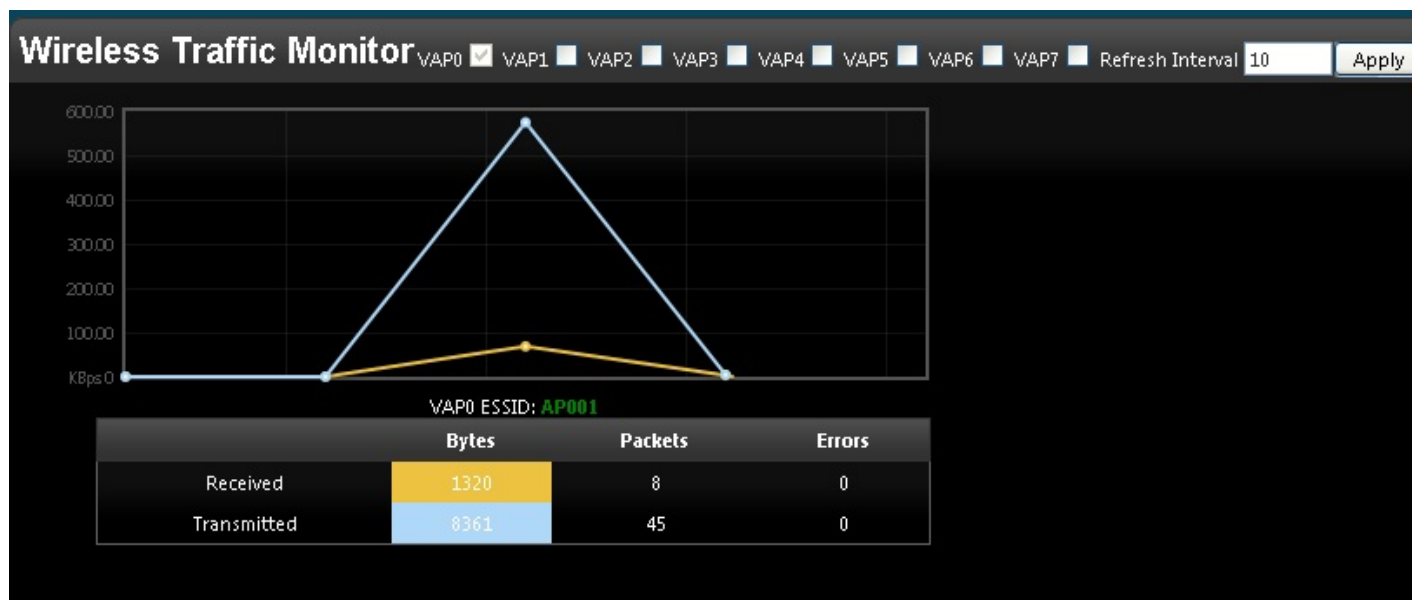 Wireless Traffic Monitor VAP0 VAP1 VAP2 VAP3 VAP4 VAP5 VAP6 VAP7 Refresh Interval 10 Apply
600.00
500.00
400.00
300.00
200.00
100.00
KBps 0
VAP0 ESSID: AP001
Bytes Packets Errors
Received 1320 8 0
Transmitted 8361 45 0